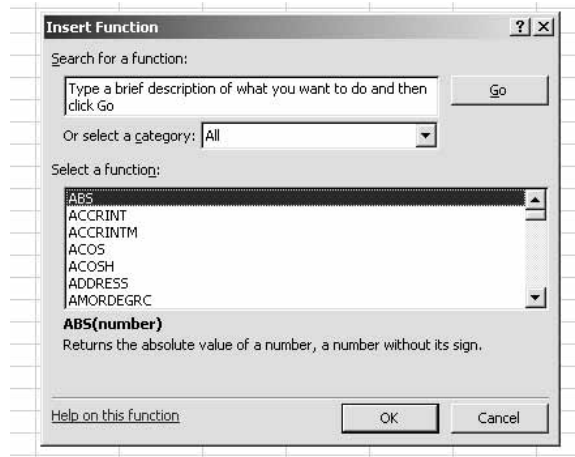 Insert Function
Search for a function:
Type a brief description of what you want to do and then
click Go
Go
Or select a category: All
Select a function:
ABS
ACCRINT
ACCRINTM
ACOS
ACOSH
ADDRESS
AMORDEGRC
ABS(number)
Returns the absolute value of a number, a number without its sign.
Help on this function
OK
Cancel